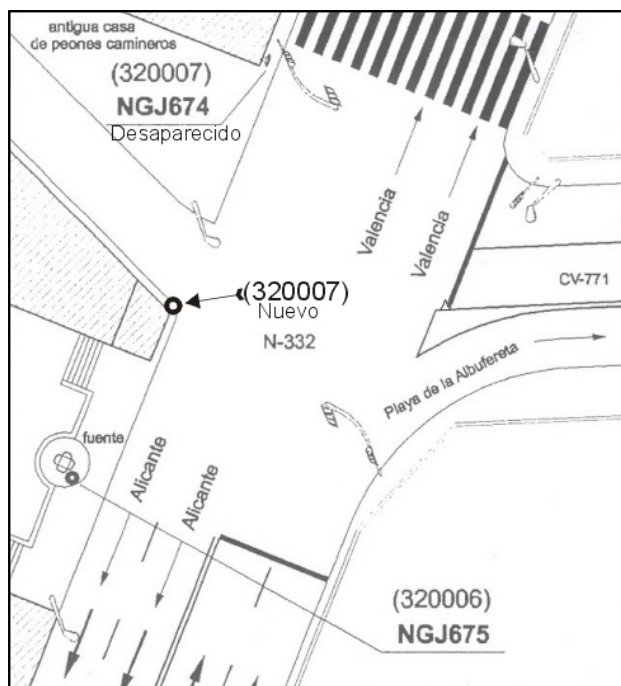 antigua casa
de peones camineros
(320007)
NGJ674
Desaparecido
Valencia
Valencia
CV-771
(320007)
Nuevo
N-332
Playa de la Albufereta
fuente
Alicante
Alicante
(320006)
NGJ675